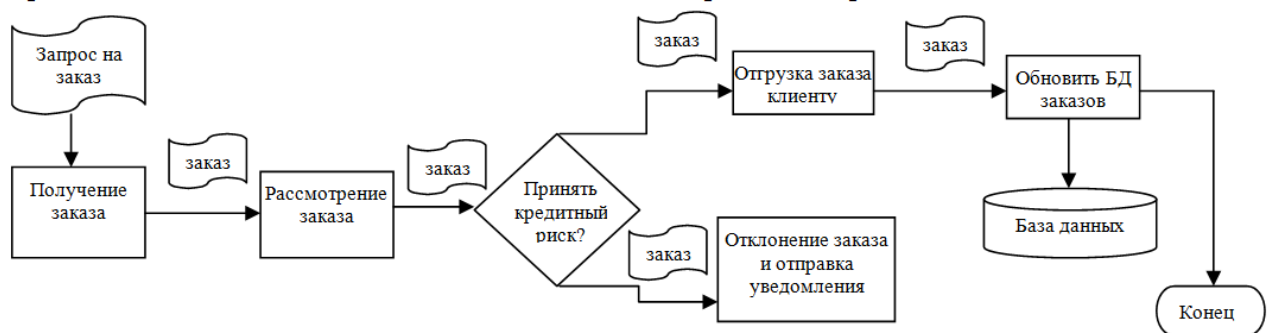 Запрос на
заказ
Получение
заказа
заказ
Рассмотрение
заказа
заказ
Принять
кредитный
риск?
заказ
Отгрузка заказа
клиенту
заказ
Обновить БД
заказов
База данных
Конец
заказ
Отклонение заказа
и отправка
уведомления